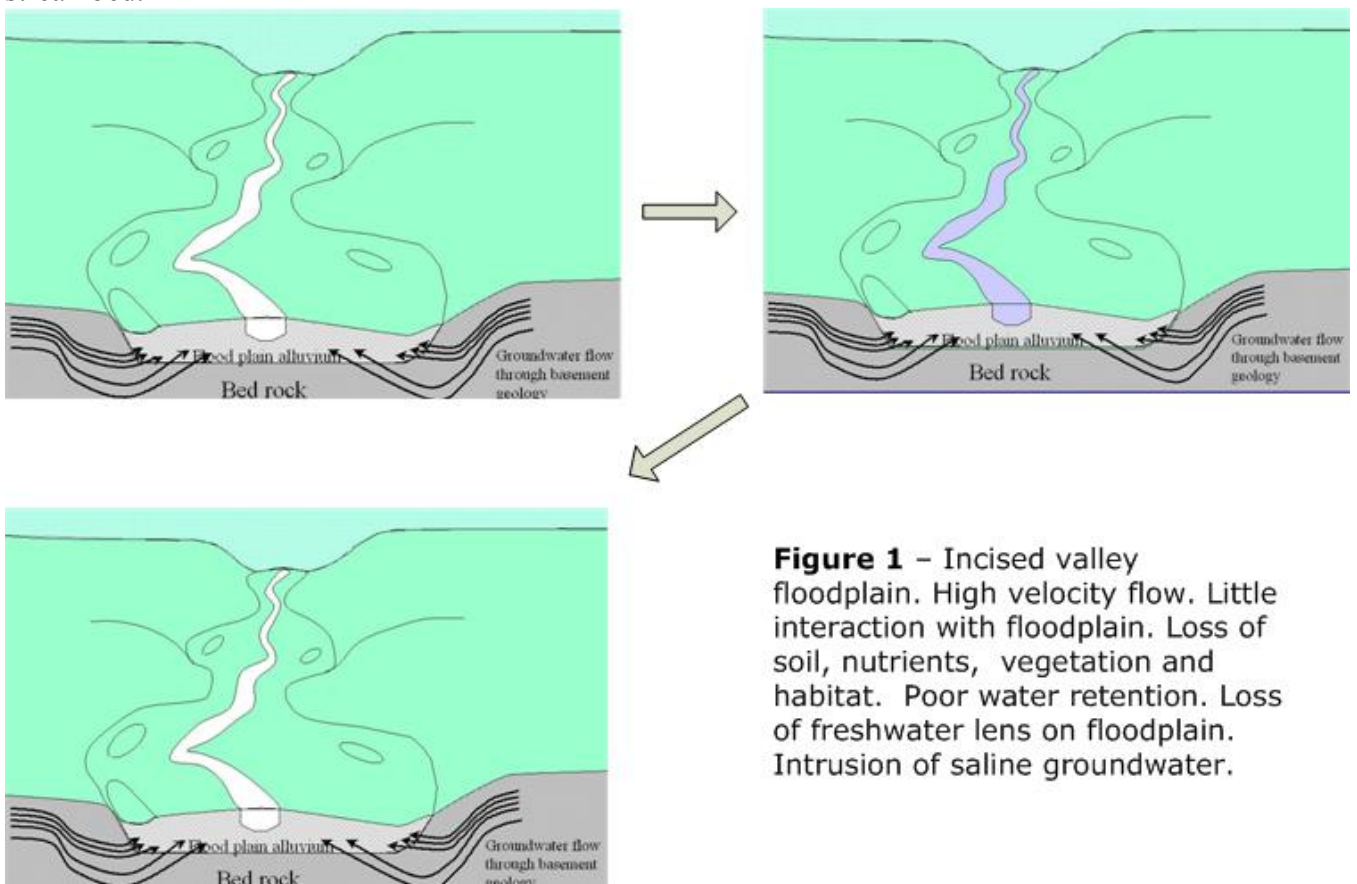 Flood plain alluvium
Bed rock
Groundwater flow
through basement
geology
Flood plain alluvium
Bed rock
Groundwater flow
through basement
geology
Figure 1 – Incised valley
floodplain. High velocity flow. Little
interaction with floodplain. Loss of
soil, nutrients, vegetation and
habitat. Poor water retention. Loss
of freshwater lens on floodplain.
Intrusion of saline groundwater.
Flood plain alluvium
Bed rock
Groundwater flow
through basement
geology